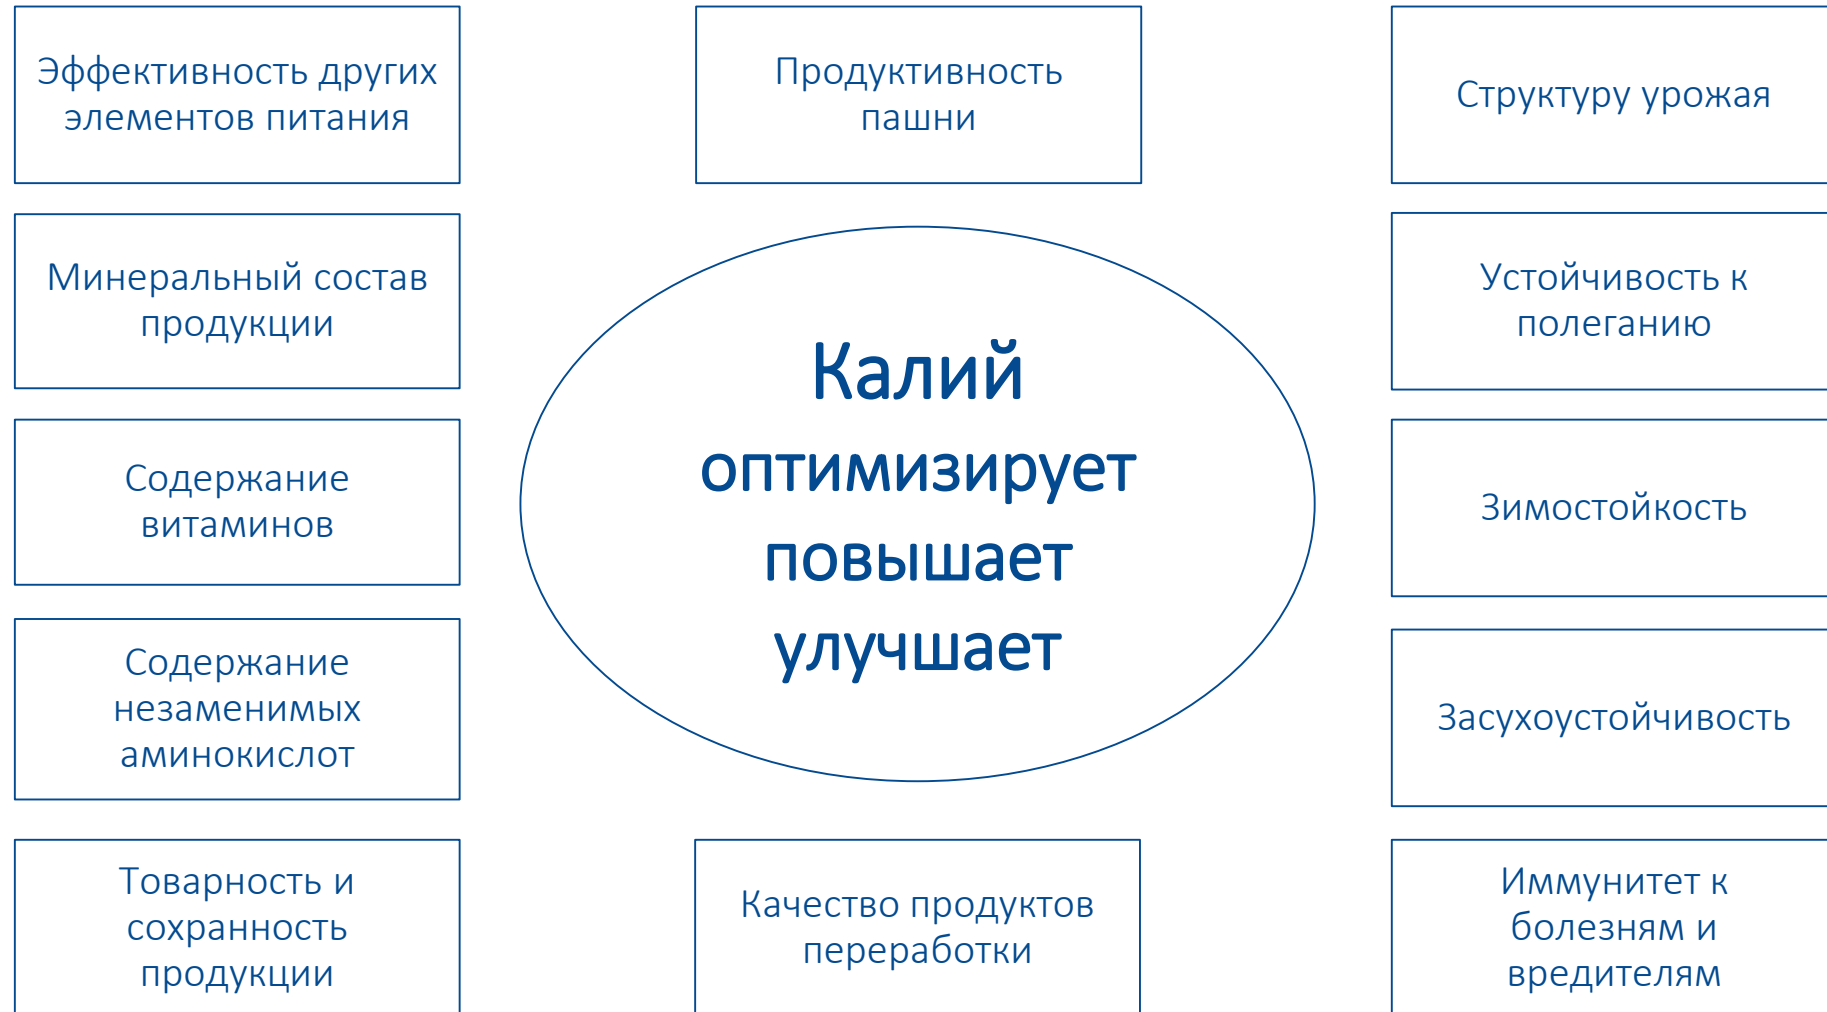 Эффективность других
элементов питания
Продуктивность
пашни
Структуру урожая
Минеральный состав
продукции
Устойчивость к
полеганию
Калий
оптимизирует
повышает
улучшает
Содержание
витаминов
Зимостойкость
Содержание
незаменимых
аминокислот
Засухоустойчивость
Товарность и
сохранность
продукции
Качество продуктов
переработки
Иммунитет к
болезням и
вредителям